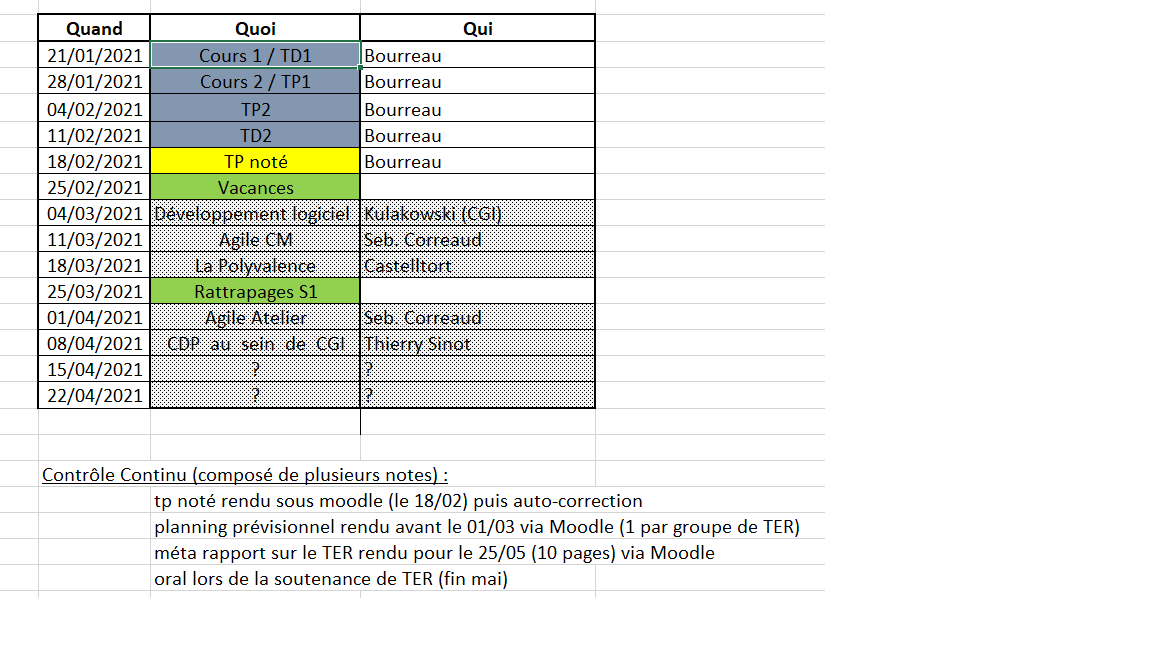 Quand Quoi Qui
21/01/2021 Cours 1 / TD1 Bourreau
28/01/2021 Cours 2 / TP1 Bourreau
04/02/2021 TP2 Bourreau
11/02/2021 TD2 Bourreau
18/02/2021 TP noté Bourreau
25/02/2021 Vacances
04/03/2021 Développement logiciel Kulakowski (CGI)
11/03/2021 Agile CM Seb. Correaud
18/03/2021 La Polyvalence Castelltort
25/03/2021 Rattrapages S1
01/04/2021 Agile Atelier Seb. Correaud
08/04/2021 CDP au sein de CGI Thierry Sinot
15/04/2021 ? ?
22/04/2021 ? ?
Contrôle Continu (composé de plusieurs notes) :
tp noté rendu sous moodle (le 18/02) puis auto-correction
planning prévisionnel rendu avant le 01/03 via Moodle (1 par groupe de TER)
méta rapport sur le TER rendu pour le 25/05 (10 pages) via Moodle
oral lors de la soutenance de TER (fin mai)